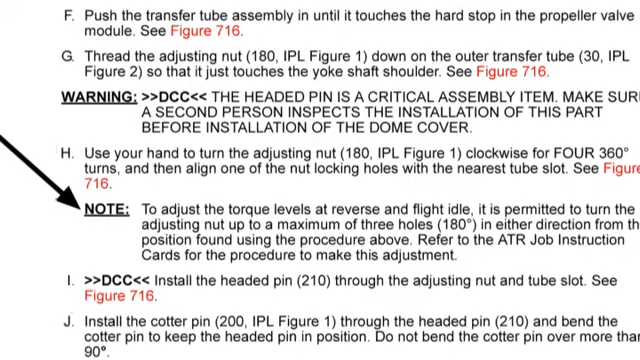 F. Push the transfer tube assembly in until it touches the hard stop in the propeller valve
module. See Figure 716.
G. Thread the adjusting nut (180, IPL Figure 1) down on the outer transfer tube (30, IPL
Figure 2) so that it just touches the yoke shaft shoulder. See Figure 716.
WARNING: >>DCC<< THE HEADED PIN IS A CRITICAL ASSEMBLY ITEM. MAKE SUR
A SECOND PERSON INSPECTS THE INSTALLATION OF THIS PART
BEFORE INSTALLATION OF THE DOME COVER.
H. Use your hand to turn the adjusting nut (180, IPL Figure 1) clockwise for FOUR 360°
turns, and then align one of the nut locking holes with the nearest tube slot. See Figure
716.
NOTE: To adjust the torque levels at reverse and flight idle, it is permitted to turn the
adjusting nut up to a maximum of three holes (180°) in either direction from th
position found using the procedure above. Refer to the ATR Job Instruction
Cards for the procedure to make this adjustment.
I. >>DCC<< Install the headed pin (210) through the adjusting nut and tube slot. See
Figure 716.
J. Install the cotter pin (200, IPL Figure 1) through the headed pin (210) and bend the
cotter pin to keep the headed pin in position. Do not bend the cotter pin over more than
90°.